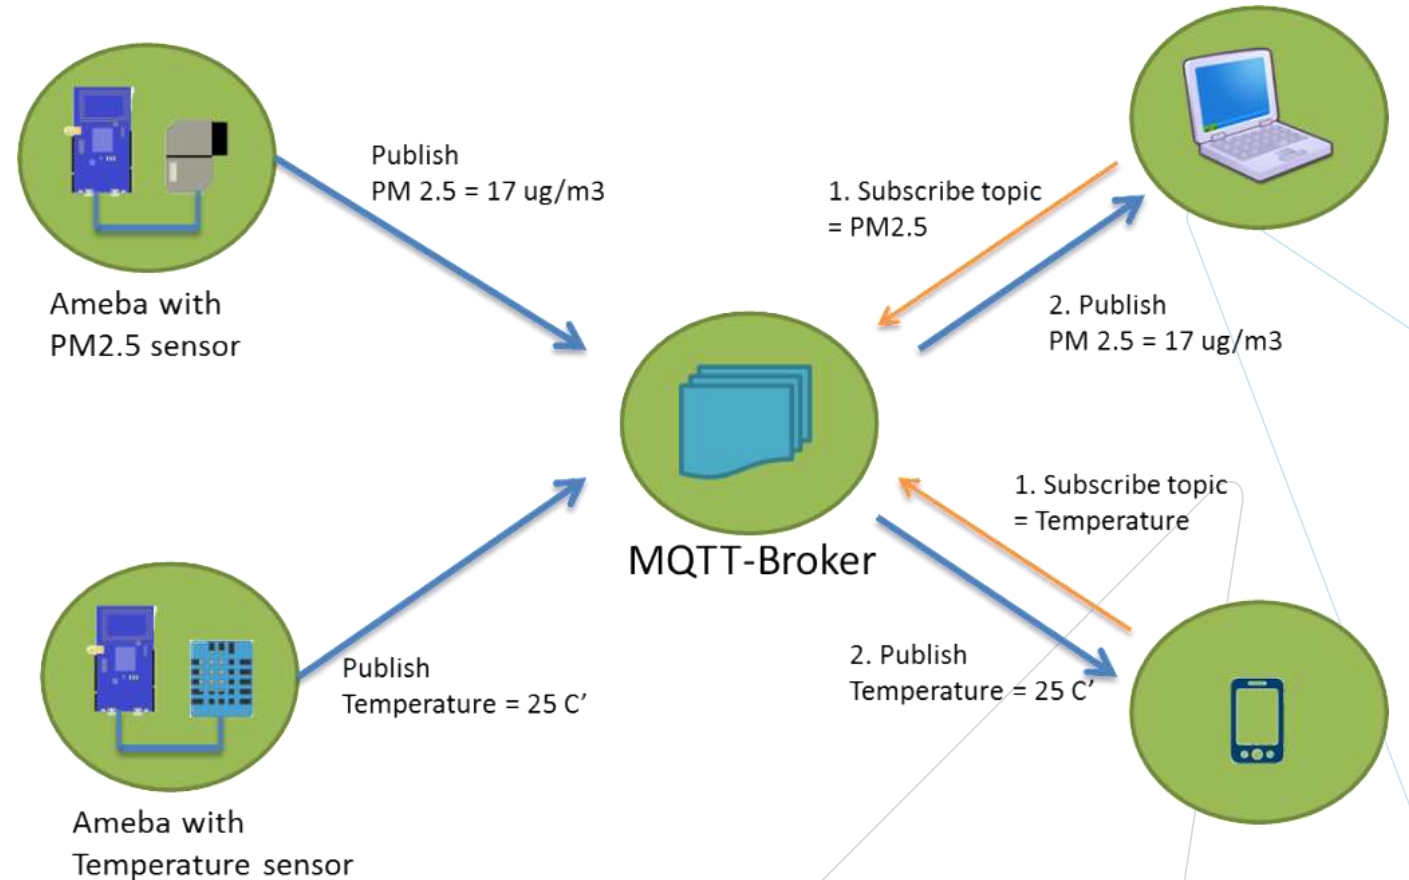 Publish
PM 2.5 = 17 ug/m3
1. Subscribe topic
= PM2.5
Ameba with
PM2.5 sensor
2. Publish
PM 2.5 = 17 ug/m3
1. Subscribe topic
= Temperature
MQTT-Broker
Publish
Temperature = 25 C’
2. Publish
Temperature = 25 C’
Ameba with
Temperature sensor